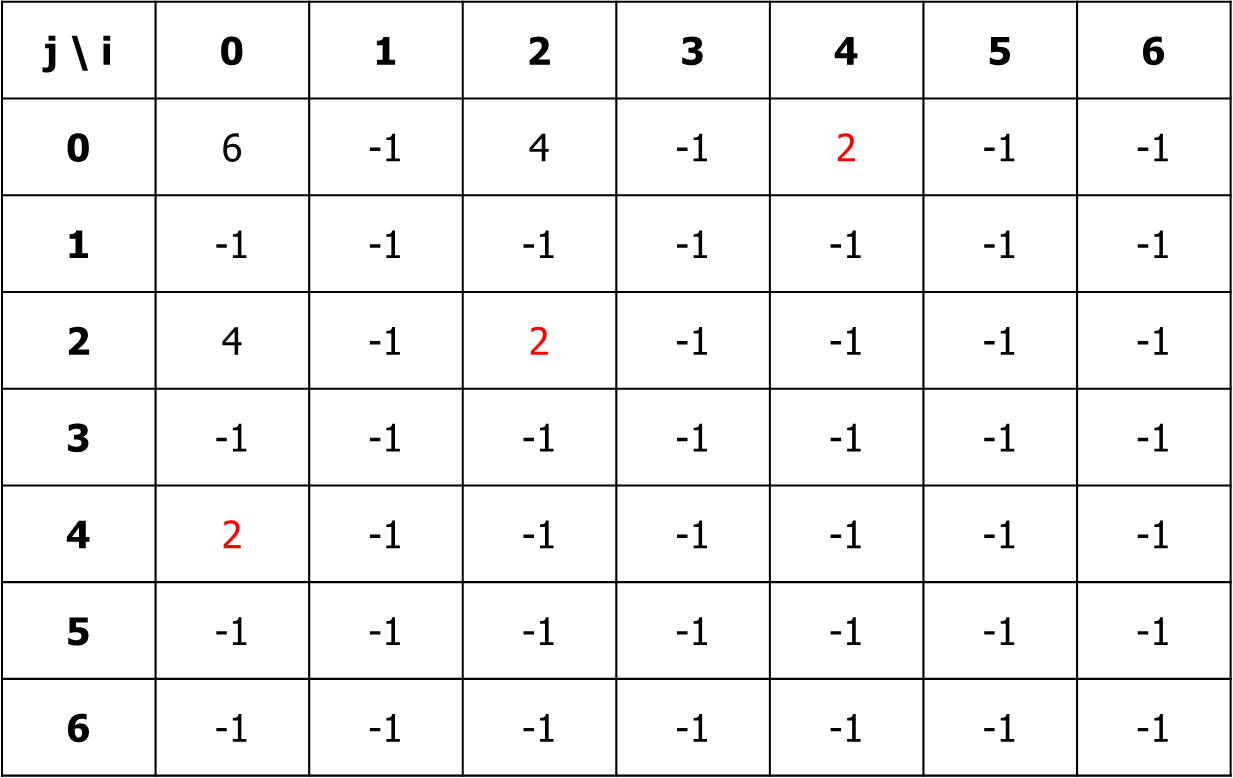 j \ i 0 1 2 3 4 5 6
0 6 -1 4 -1 2 -1 -1
1 -1 -1 -1 -1 -1 -1 -1
2 4 -1 2 -1 -1 -1 -1
3 -1 -1 -1 -1 -1 -1 -1
4 2 -1 -1 -1 -1 -1 -1
5 -1 -1 -1 -1 -1 -1 -1
6 -1 -1 -1 -1 -1 -1 -1